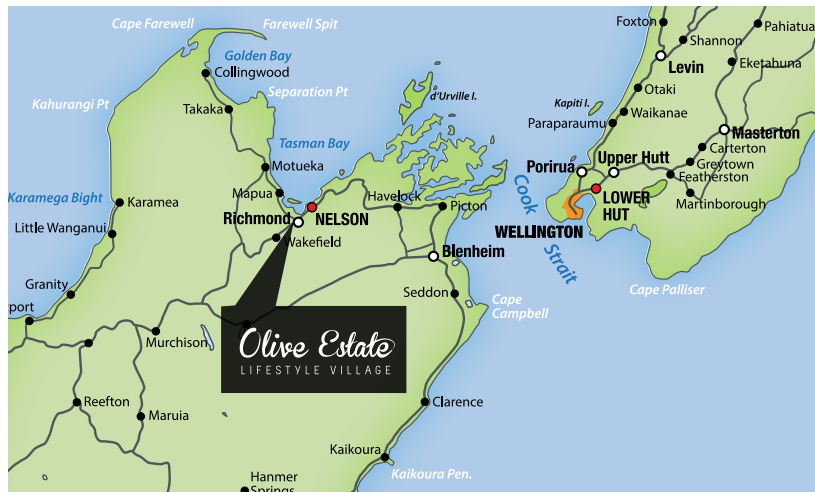 Cape Farewell
Farewell Spit
Golden Bay
Collingwood
Separation Pt
Kahurangi Pt
Takaka
d'Urville I.
Tasman Bay
Motueka
Karamega Bight
Karamea
Mapua
Havelock
Picton
Richmond
NELSON
Little Wanganui
Wakefield
Blenheim
Granity
Seddon
port
Cape
Campbell
Murchison
Olive Estate
LIFESTYLE VILLAGE
Reefton
Maruia
Clarence
Kaikoura
Kaikoura Pen.
Hanmer
Springs
Foxton
Pahiatua
Shannon
Levin
Eketahuna
Otaki
Kapiti I.
Waikanae
Paraparaumu
Masterton
Carterton
Porirua
Upper Hutt
Greytown
Featherston
Cook
Strait
LOWER
HUT
Martinborough
WELLINGTON
Cape Palliser